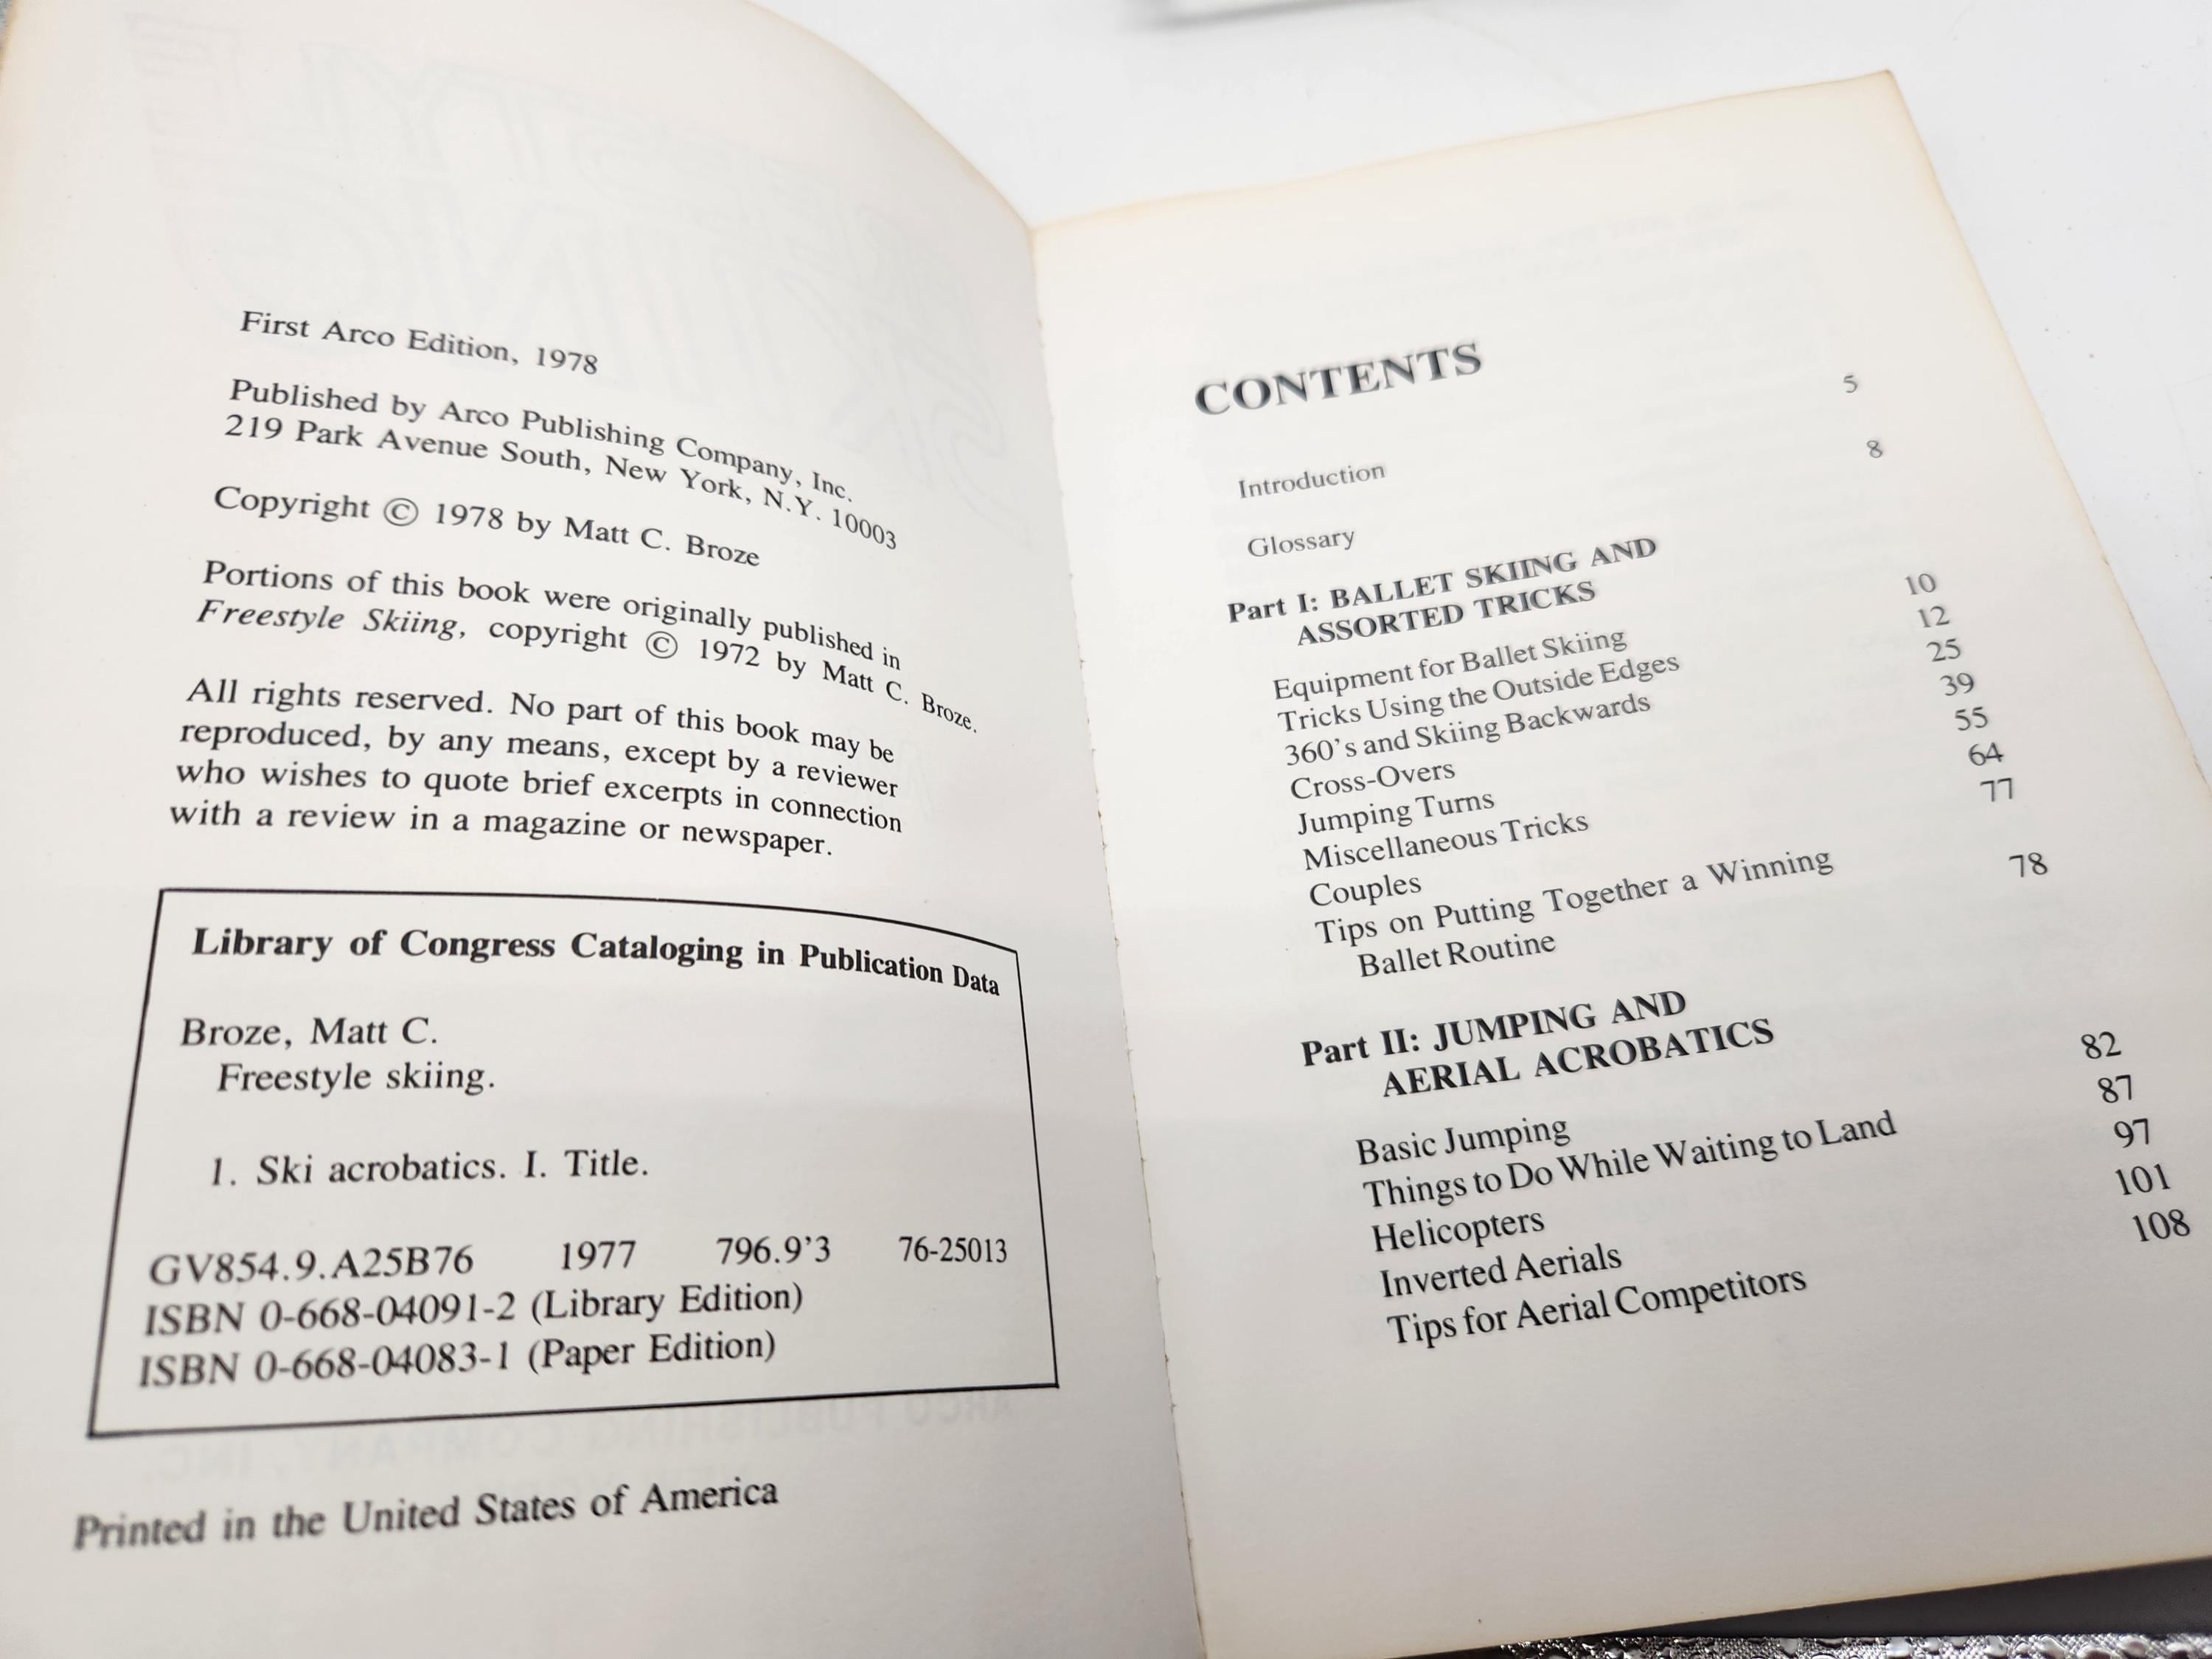 First Arco Edition, 1978
Published by Arco Publishing Company, Inc.
219 Park Avenue South, New York, N.Y. 10003
Copyright © 1978 by Matt C. Broze
Portions of this book were originally published in
Freestyle Skiing, copyright © 1972 by Matt C. Broze.
All rights reserved. No part of this book may be
reproduced, by any means, except by a reviewer
who wishes to quote brief excerpts in connection
with a review in a magazine or newspaper.
Library of Congress Cataloging in Publication Data
Broze, Matt C.
Freestyle skiing.
1. Ski acrobatics. I. Title.
GV854.9.A25B76 1977 796.9'3 76-25013
ISBN 0-668-04091-2 (Library Edition)
ISBN 0-668-04083-1 (Paper Edition)
Printed in the United States of America
CONTENTS
Introduction 5
Glossary 8
Part I: BALLET SKIING AND
ASSORTED TRICKS
Equipment for Ballet Skiing 10
Tricks Using the Outside Edges 12
360's and Skiing Backwards 25
Cross-Overs 39
Jumping Turns 55
Miscellaneous Tricks 64
Couples 77
Tips on Putting Together a Winning
Ballet Routine 78
Part II: JUMPING AND
AERIAL ACROBATICS
Basic Jumping 82
Things to Do While Waiting to Land 87
Helicopters 97
Inverted Aerials 101
Tips for Aerial Competitors 108